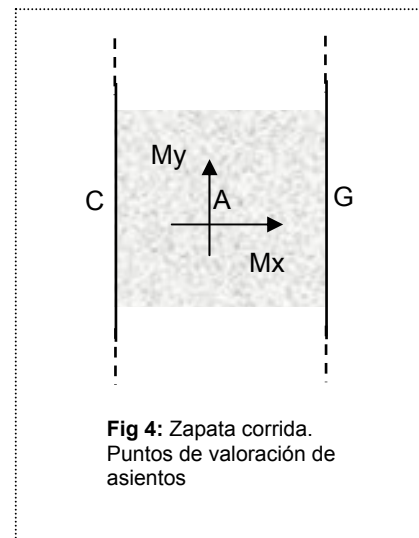 My
C
A
G
Mx
Fig 4: Zapata corrida.
Puntos de valoración de
asientos